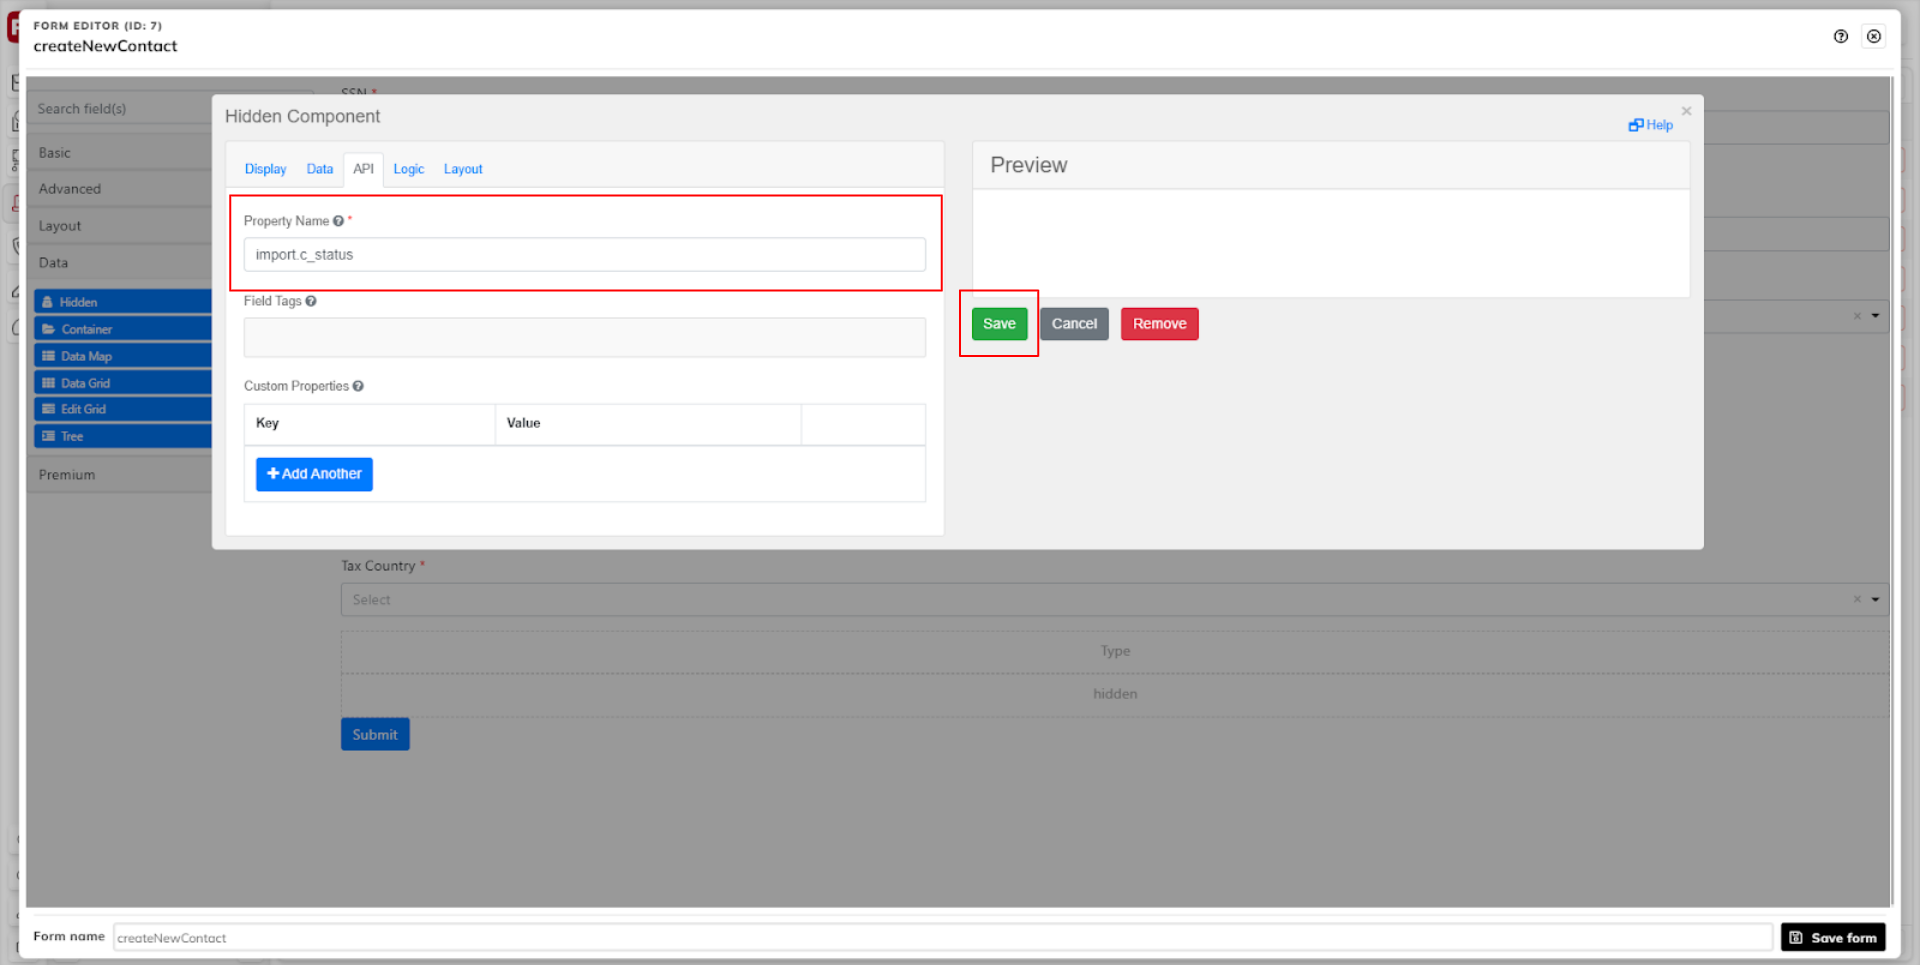 FORM EDITOR (ID: 7)
createNewContact
SSN *
Search field(s)
Basic
Advanced
Layout
Data
Hidden
Container
Data Map
Data Grid
Edit Grid
Tree
Premium
Hidden Component
Help
Display Data API Logic Layout
Property Name *
import.c_status
Field Tags
Custom Properties
Key Value
Add Another
Preview
Save Cancel Remove
Tax Country *
Select
Type
hidden
Submit
Form name createNewContact Save form